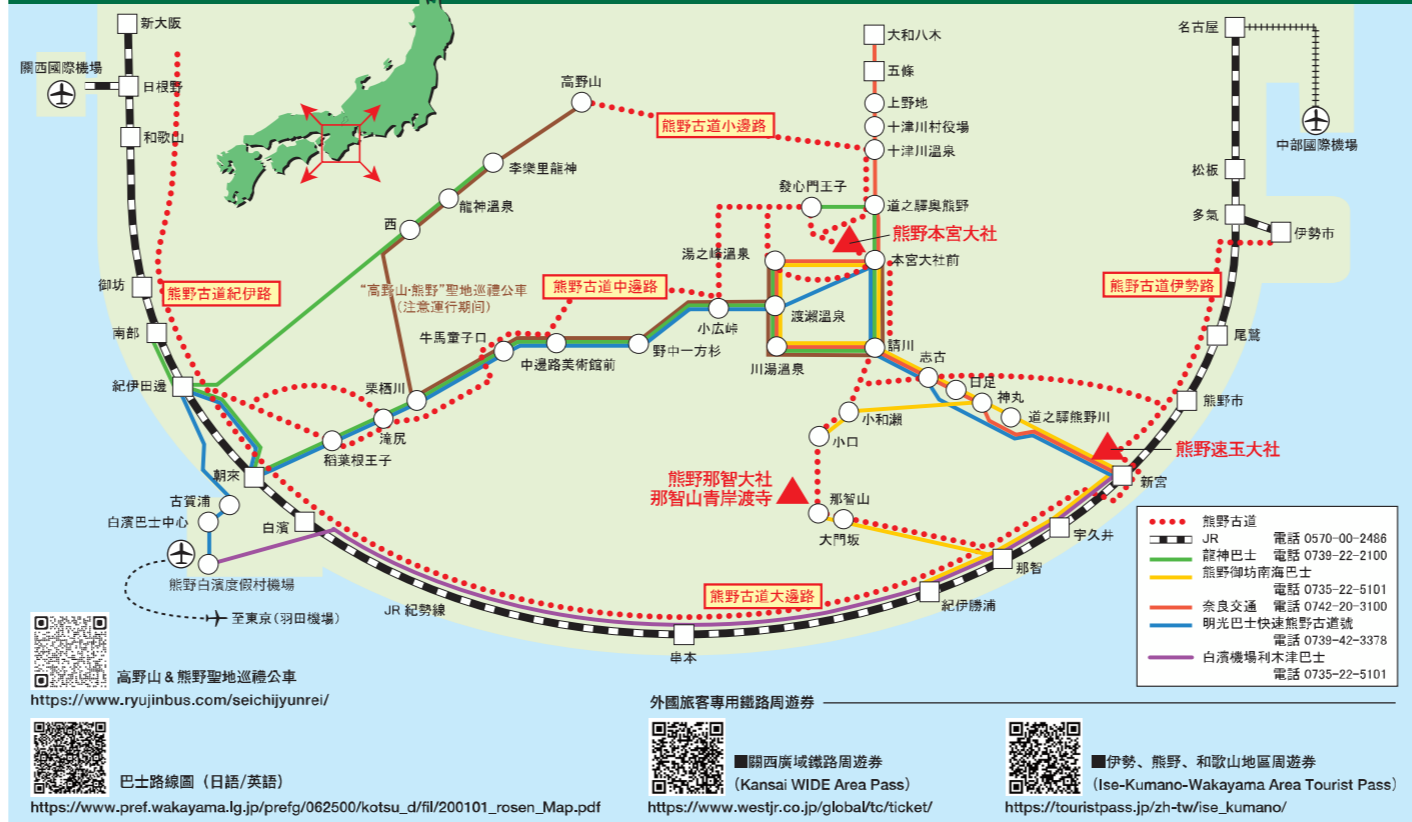 新大阪
關西國際機場
日根野
和歌山
御坊
南部
紀伊田邊
朝來
古賀浦
白濱巴士中心
熊野白濱度假村機場
至東京(羽田機場)
白濱
JR 紀勢線
串本
紀伊勝浦
那智
宇久井
新宮
熊野市
尾鷲
伊勢市
多氣
松板
名古屋
中部國際機場
大和八木
五條
上野地
十津川村役場
十津川溫泉
道之驛奧熊野
發心門王子
熊野本宮大社
本宮大社前
湯之峰溫泉
渡瀨溫泉
川湯溫泉
請川
志古
日足
神丸
道之驛熊野川
熊野速玉大社
小和瀨
小口
熊野那智大社
那智山青岸渡寺
那智山
大門坂
高野山
李樂里龍神
龍神溫泉
西
“高野山·熊野”聖地巡禮公車
(注意運行期间)
小広峠
野中一方杉
中邊路美術館前
牛馬童子口
栗栖川
滝尻
稻葉根王子
熊野古道小邊路
熊野古道紀伊路
熊野古道中邊路
熊野古道伊勢路
熊野古道大邊路
熊野古道
JR 電話 0570-00-2486
龍神巴士 電話 0739-22-2100
熊野御坊南海巴士
電話 0735-22-5101
奈良交通 電話 0742-20-3100
明光巴士快速熊野古道號
電話 0739-42-3378
白濱機場利木津巴士
電話 0735-22-5101
高野山 & 熊野聖地巡禮公車
https://www.ryujinbus.com/seichijyunrei/
巴士路線圖（日語/英語）
https://www.pref.wakayama.lg.jp/prefg/062500/kotsu_d/fil/200101_rosen_Map.pdf
外國旅客專用鐵路周遊券
■關西廣域鐵路周遊券
（Kansai WIDE Area Pass）
https://www.westjr.co.jp/global/tc/ticket/
■伊勢、熊野、和歌山地區周遊券
（Ise-Kumano-Wakayama Area Tourist Pass）
https://touristpass.jp/zh-tw/ise_kumano/